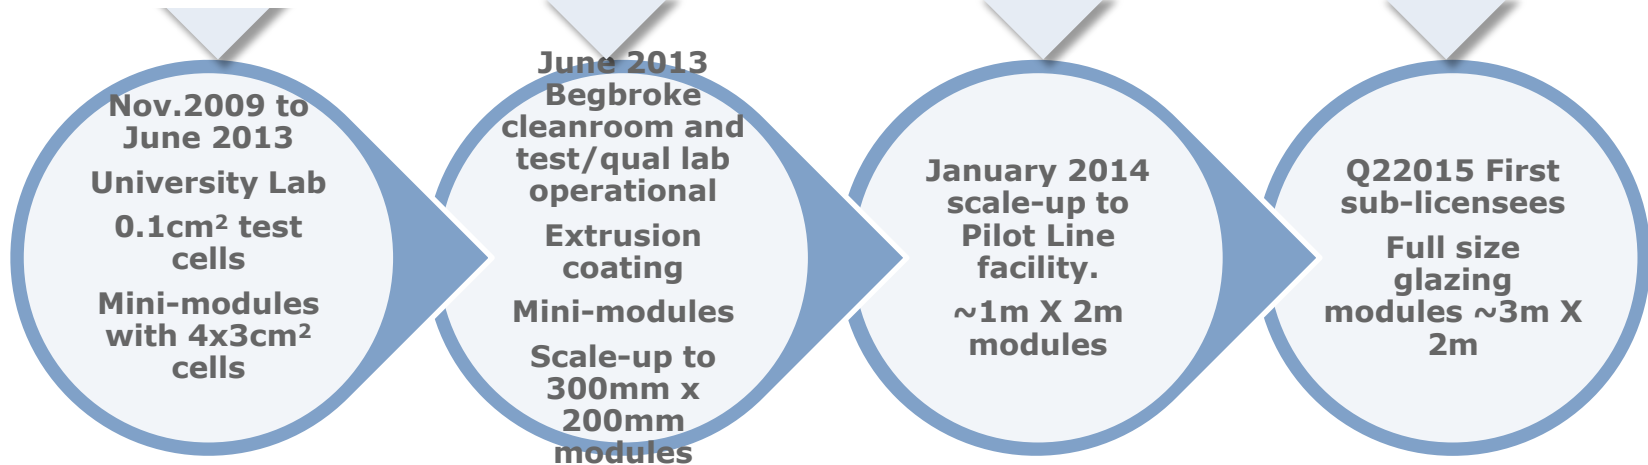 Nov.2009 to
June 2013
University Lab
0.1cm² test
cells
Mini-modules
with 4x3cm²
cells
June 2013
Begbroke
cleanroom and
test/qual lab
operational
Extrusion
coating
Mini-modules
Scale-up to
300mm x
200mm
modules
January 2014
scale-up to
Pilot Line
facility.
~1m X 2m
modules
Q22015 First
sub-licensees
Full size
glazing
modules ~3m X
2m